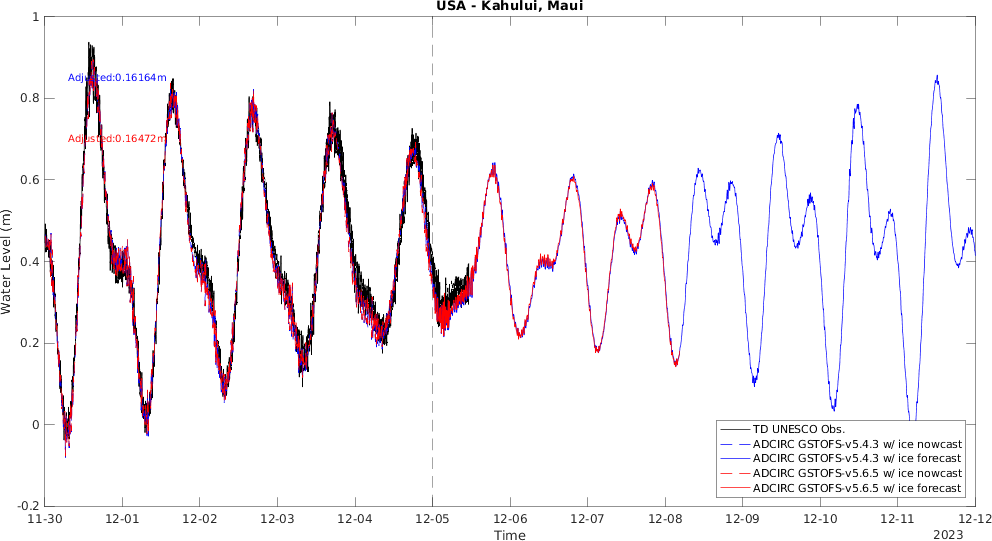 USA - Kahului, Maui
Water Level (m)
1
0.8
0.6
0.4
0.2
0
-0.2
Adjusted:0.16164m
Adjusted:0.16472m
TD UNESCO Obs.
ADCIRC GSTOFS-v5.4.3 w/ ice nowcast
ADCIRC GSTOFS-v5.4.3 w/ ice forecast
ADCIRC GSTOFS-v5.6.5 w/ ice nowcast
ADCIRC GSTOFS-v5.6.5 w/ ice forecast
11-30 12-01 12-02 12-03 12-04 12-05 12-06 12-07 12-08 12-09 12-10 12-11 12-12
Time
2023